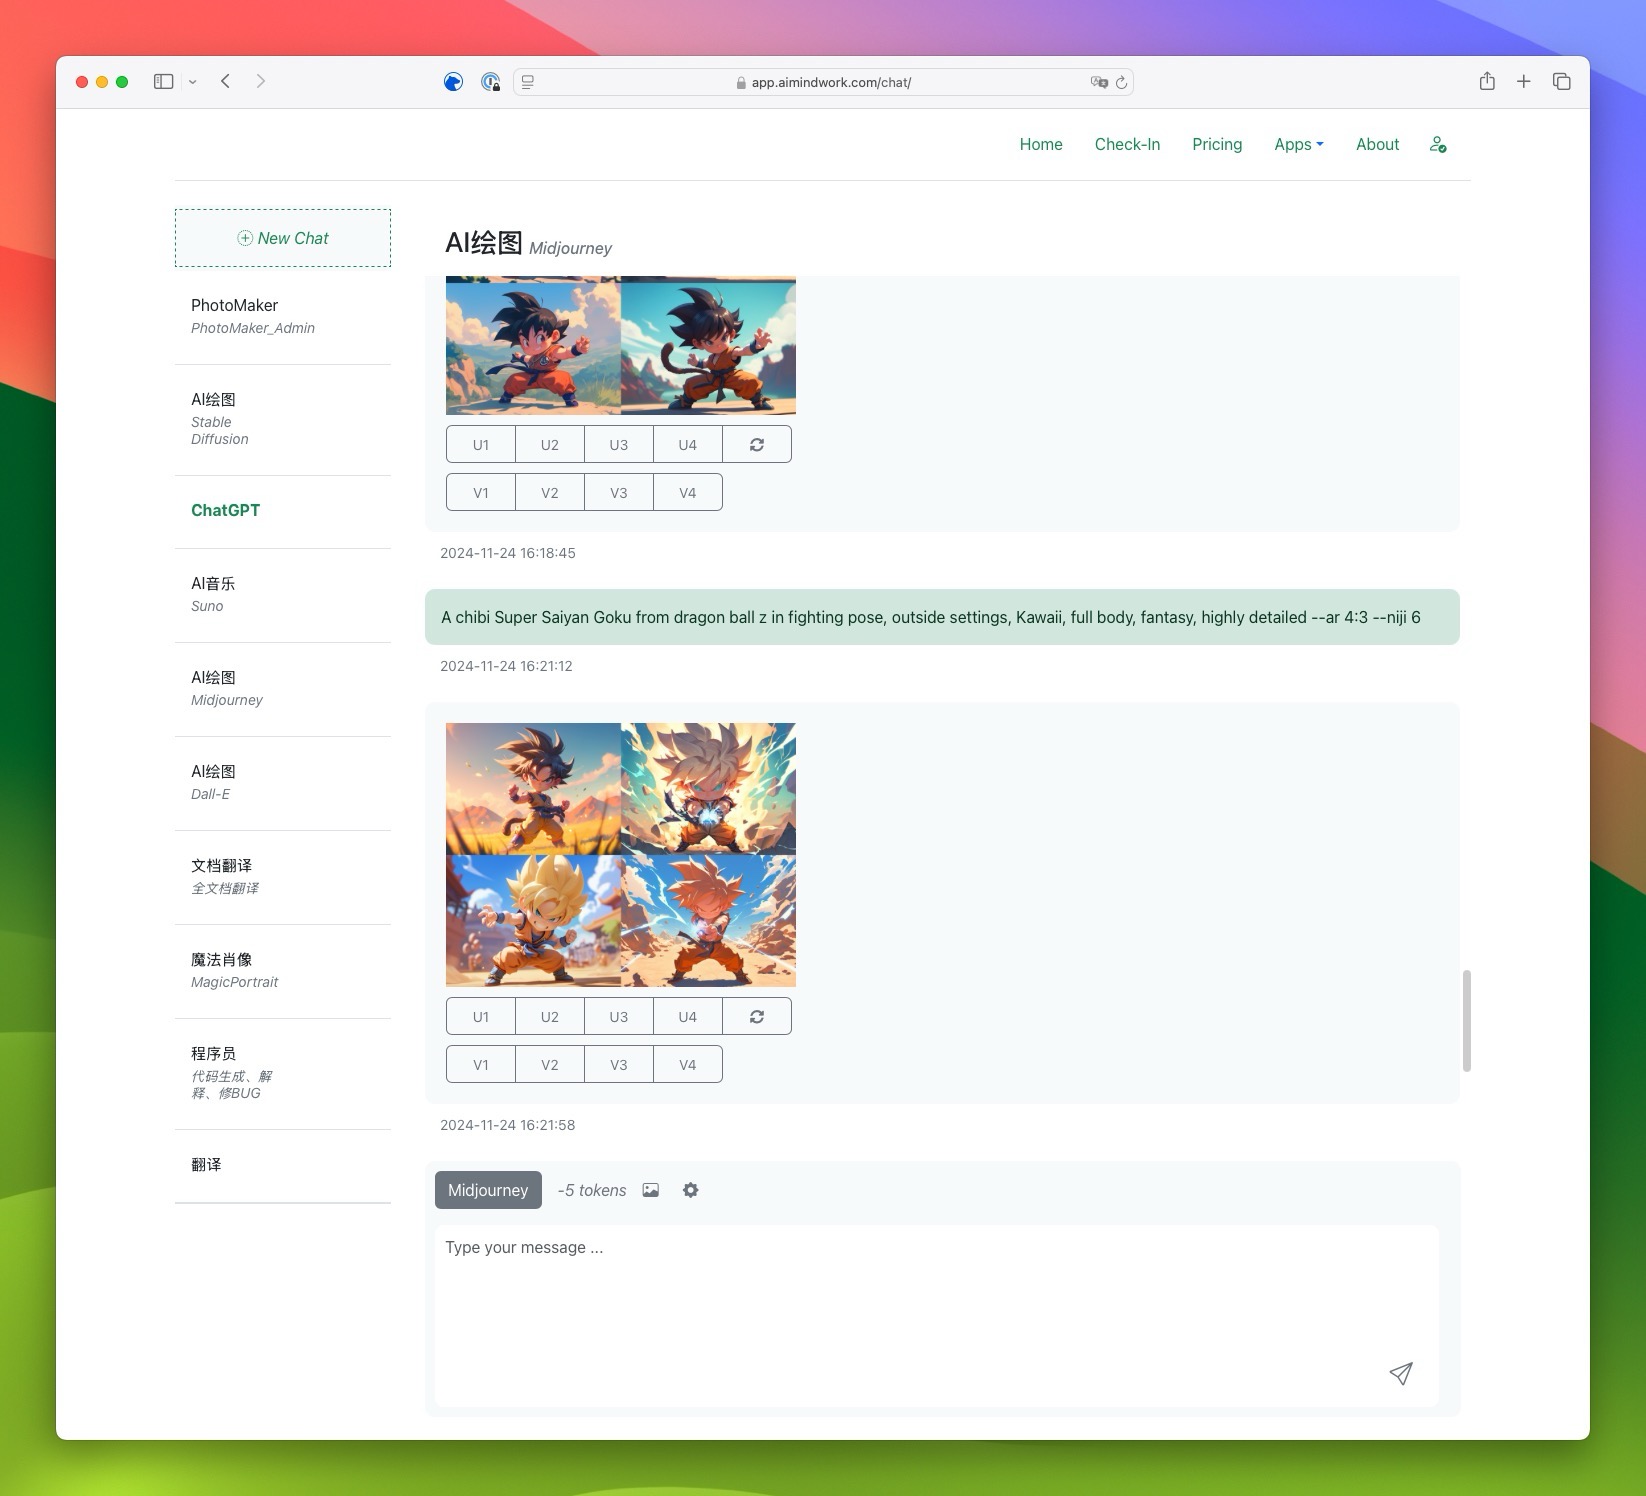 app.aimindwork.com/chat/
Home
Check-In
Pricing
Apps
About
New Chat
PhotoMaker
PhotoMaker_Admin
AI绘图
Stable
Diffusion
ChatGPT
AI音乐
Suno
AI绘图
Midjourney
AI绘图
Dall-E
文档翻译
全文档翻译
魔法肖像
MagicPortrait
程序员
代码生成、解
释、修BUG
翻译
AI绘图 Midjourney
U1 U2 U3 U4
V1 V2 V3 V4
2024-11-24 16:18:45
A chibi Super Saiyan Goku from dragon ball z in fighting pose, outside settings, Kawaii, full body, fantasy, highly detailed --ar 4:3 --niji 6
2024-11-24 16:21:12
U1 U2 U3 U4
V1 V2 V3 V4
2024-11-24 16:21:58
Midjourney -5 tokens
Type your message ...